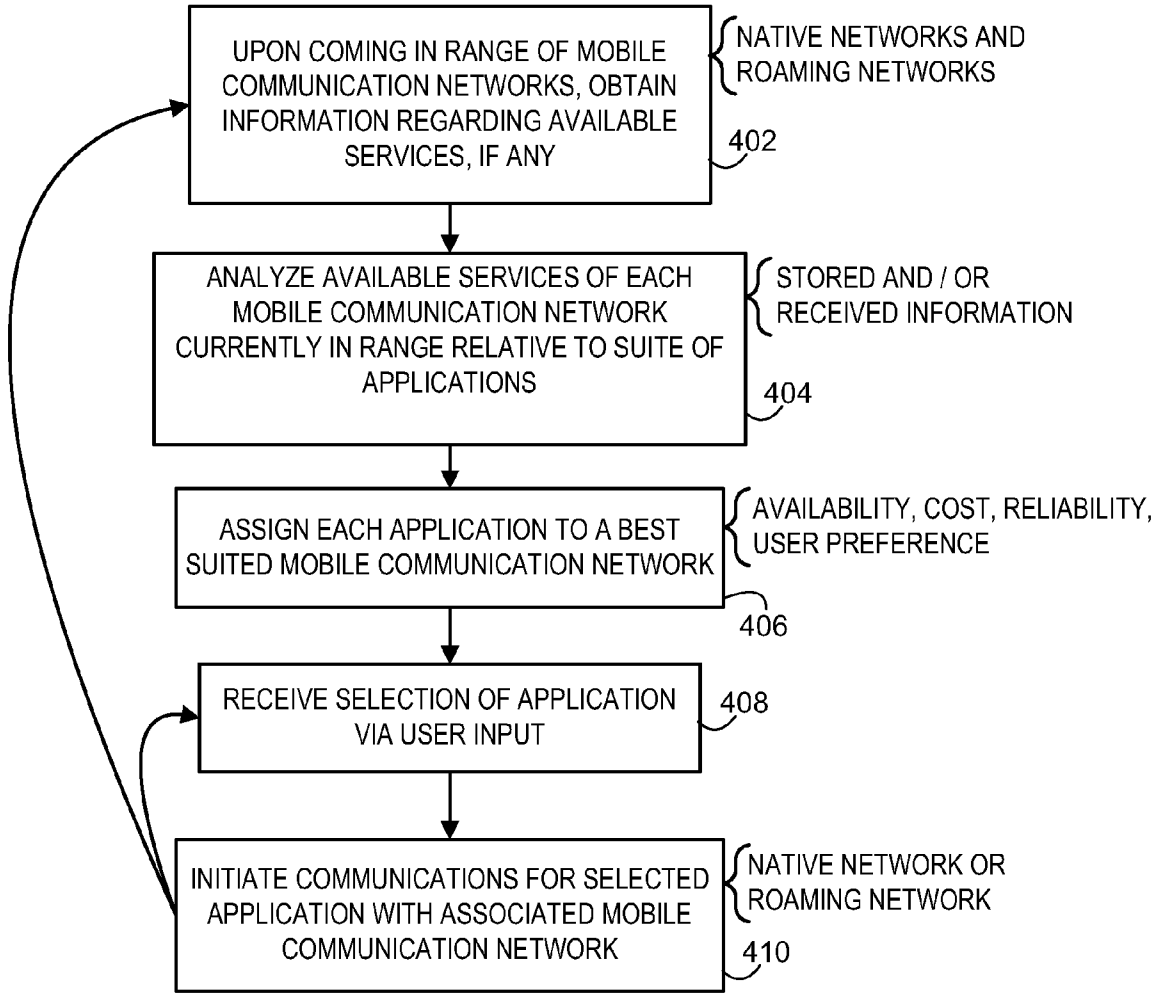 UPON COMING IN RANGE OF MOBILE
COMMUNICATION NETWORKS, OBTAIN
INFORMATION REGARDING AVAILABLE
SERVICES, IF ANY
NATIVE NETWORKS AND
ROAMING NETWORKS
402
ANALYZE AVAILABLE SERVICES OF EACH
MOBILE COMMUNICATION NETWORK
CURRENTLY IN RANGE RELATIVE TO SUITE OF
APPLICATIONS
STORED AND / OR
RECEIVED INFORMATION
404
ASSIGN EACH APPLICATION TO A BEST
SUITED MOBILE COMMUNICATION NETWORK
AVAILABILITY, COST, RELIABILITY,
USER PREFERENCE
406
RECEIVE SELECTION OF APPLICATION
VIA USER INPUT
408
INITIATE COMMUNICATIONS FOR SELECTED
APPLICATION WITH ASSOCIATED MOBILE
COMMUNICATION NETWORK
NATIVE NETWORK OR
ROAMING NETWORK
410